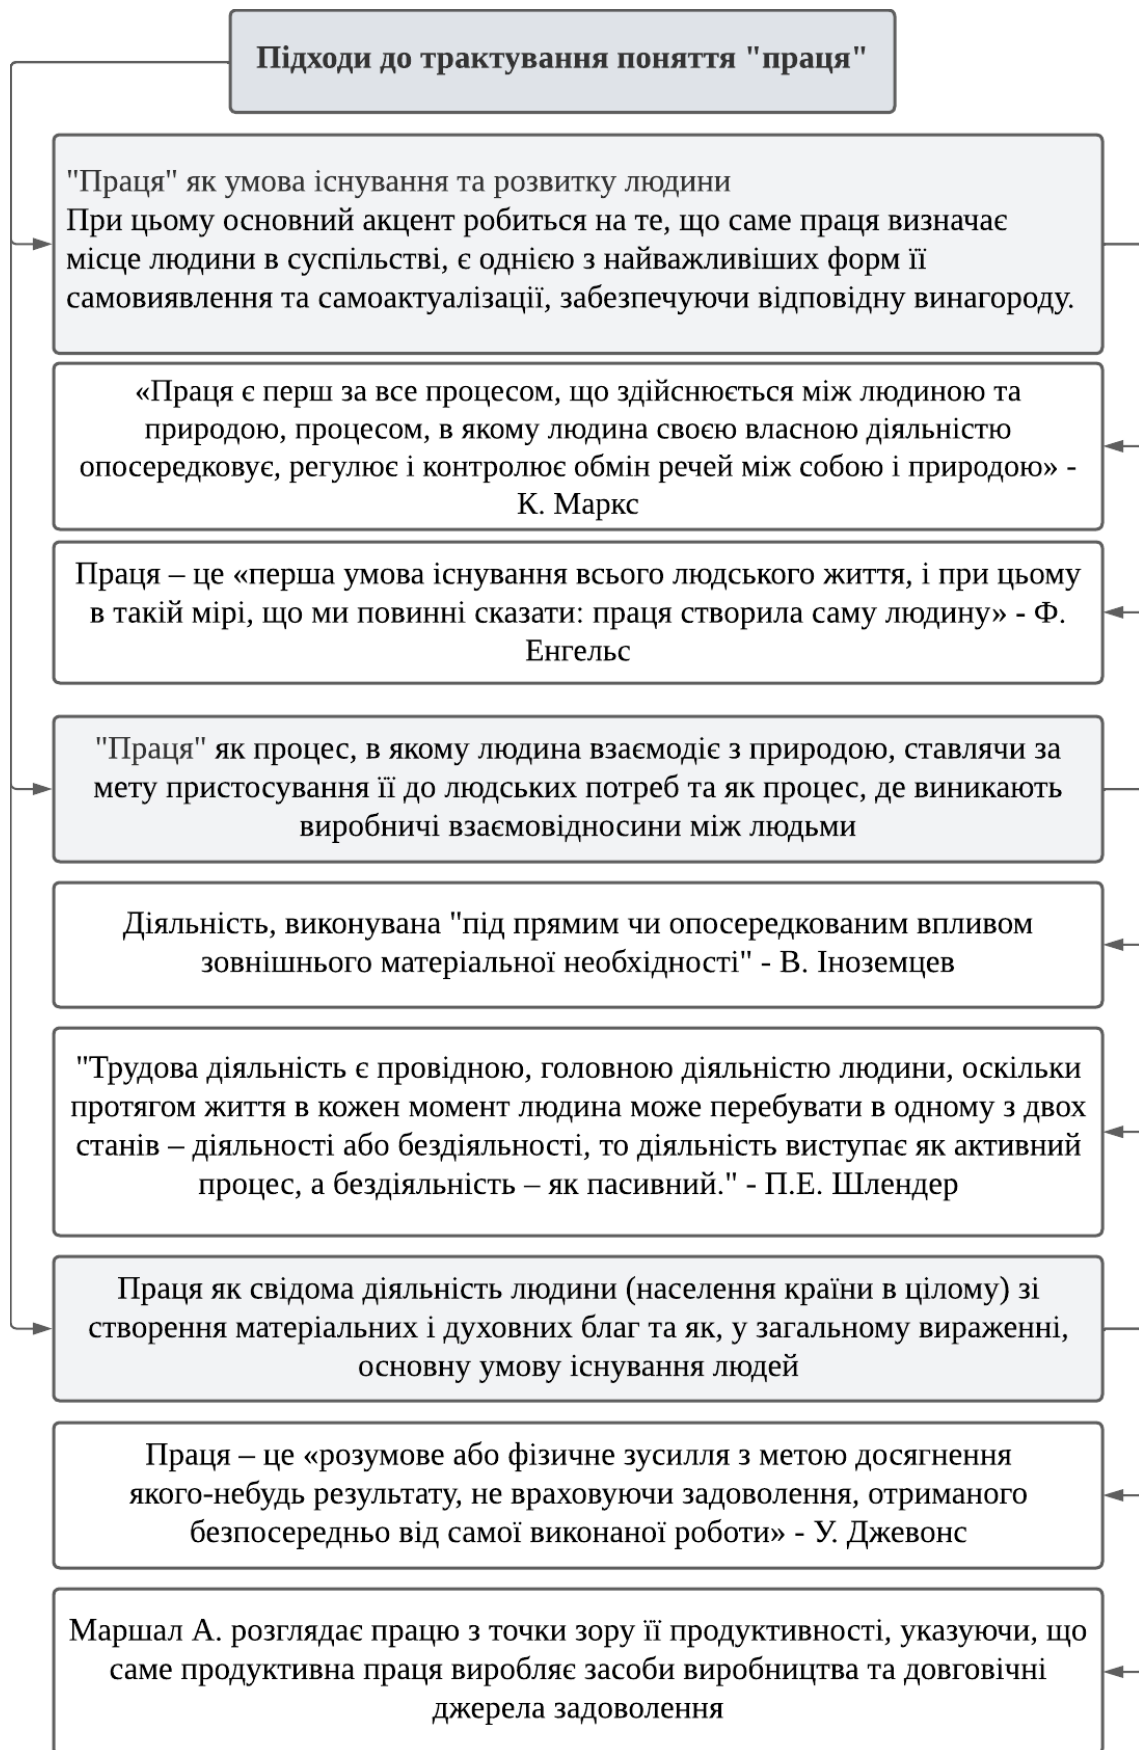 Підходи до трактування поняття "праця"
"Праця" як умова існування та розвитку людини
При цьому основний акцент робиться на те, що саме праця визначає
місце людини в суспільстві, є однією з найважливіших форм її
самовиявлення та самоактуалізації, забезпечуючи відповідну винагороду.
«Праця є перш за все процесом, що здійснюється між людиною та
природою, процесом, в якому людина своєю власною діяльністю
опосередковує, регулює і контролює обмін речей між собою і природою» -
К. Маркс
Праця – це «перша умова існування всього людського життя, і при цьому
в такій мірі, що ми повинні сказати: праця створила саму людину» - Ф.
Енгельс
"Праця" як процес, в якому людина взаємодіє з природою, ставлячи за
мету пристосування її до людських потреб та як процес, де виникають
виробничі взаємовідносини між людьми
Діяльність, виконувана "під прямим чи опосередкованим впливом
зовнішнього матеріальної необхідності" - В. Іноземцев
"Трудова діяльність є провідною, головною діяльністю людини, оскільки
протягом життя в кожен момент людина може перебувати в одному з двох
станів – діяльності або бездіяльності, то діяльність виступає як активний
процес, а бездіяльність – як пасивний." - П.Е. Шлендер
Праця як свідома діяльність людини (населення країни в цілому) зі
створення матеріальних і духовних благ та як, у загальному вираженні,
основну умову існування людей
Праця – це «розумове або фізичне зусилля з метою досягнення
якого-небудь результату, не враховуючи задоволення, отриманого
безпосередньо від самої виконаної роботи» - У. Джевонс
Маршал А. розглядає працю з точки зору її продуктивності, указуючи, що
саме продуктивна праця виробляє засоби виробництва та довговічні
джерела задоволення